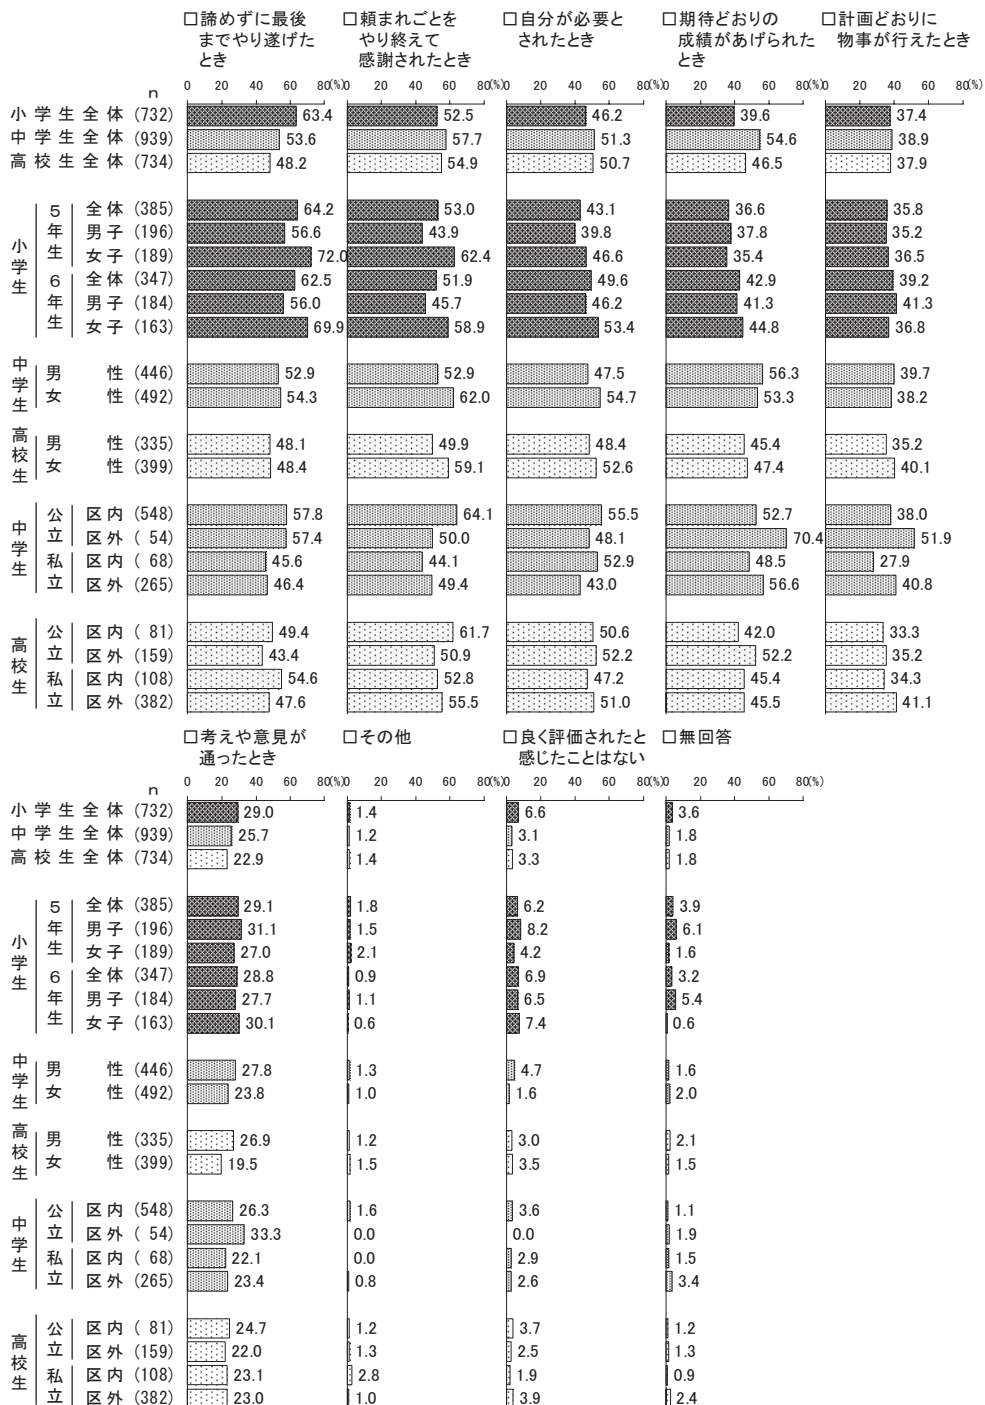 □諦めずに最後
までやり遂げた
とき
□頼まれごとを
やり終えて
感謝されたとき
□自分が必要と
されたとき
□期待どおりの
成績があげられた
とき
□計画どおりに
物事が行えたとき
n 0 20 40 60 80(%) 0 20 40 60 80(%) 0 20 40 60 80(%) 0 20 40 60 80(%) 0 20 40 60 80(%)
小学生全体 (732) 63.4 52.5 46.2 39.6 37.4
中学生全体 (939) 53.6 57.7 51.3 54.6 38.9
高校生全体 (734) 48.2 54.9 50.7 46.5 37.9
小学生
5年生
全体 (385) 64.2 53.0 43.1 36.6 35.8
男子 (196) 56.6 43.9 39.8 37.8 35.2
女子 (189) 72.0 62.4 46.6 35.4 36.5
6年生
全体 (347) 62.5 51.9 49.6 42.9 39.2
男子 (184) 56.0 45.7 46.2 41.3 41.3
女子 (163) 69.9 58.9 53.4 44.8 36.8
中学生
男性 (446) 52.9 52.9 47.5 56.3 39.7
女性 (492) 54.3 62.0 54.7 53.3 38.2
高校生
男性 (335) 48.1 49.9 48.4 45.4 35.2
女性 (399) 48.4 59.1 52.6 47.4 40.1
中学生
公立
区内 (548) 57.8 64.1 55.5 52.7 38.0
区外 ( 54) 57.4 50.0 48.1 70.4 51.9
私立
区内 ( 68) 45.6 44.1 52.9 48.5 27.9
区外 (265) 46.4 49.4 43.0 56.6 40.8
高校生
公立
区内 ( 81) 49.4 61.7 50.6 42.0 33.3
区外 (159) 43.4 50.9 52.2 52.2 35.2
私立
区内 (108) 54.6 52.8 47.2 45.4 34.3
区外 (382) 47.6 55.5 51.0 45.5 41.1
□考えや意見が
通ったとき
□その他
□良く評価されたと
感じたことはない
□無回答
n 0 20 40 60 80(%) 0 20 40 60 80(%) 0 20 40 60 80(%) 0 20 40 60 80(%)
小学生全体 (732) 29.0 1.4 6.6 3.6
中学生全体 (939) 25.7 1.2 3.1 1.8
高校生全体 (734) 22.9 1.4 3.3 1.8
小学生
5年生
全体 (385) 29.1 1.8 6.2 3.9
男子 (196) 31.1 1.5 8.2 6.1
女子 (189) 27.0 2.1 4.2 1.6
6年生
全体 (347) 28.8 0.9 6.9 3.2
男子 (184) 27.7 1.1 6.5 5.4
女子 (163) 30.1 0.6 7.4 0.6
中学生
男性 (446) 27.8 1.3 4.7 1.6
女性 (492) 23.8 1.0 1.6 2.0
高校生
男性 (335) 26.9 1.2 3.0 2.1
女性 (399) 19.5 1.5 3.5 1.5
中学生
公立
区内 (548) 26.3 1.6 3.6 1.1
区外 ( 54) 33.3 0.0 0.0 1.9
私立
区内 ( 68) 22.1 0.0 2.9 1.5
区外 (265) 23.4 0.8 2.6 3.4
高校生
公立
区内 ( 81) 24.7 1.2 3.7 1.2
区外 (159) 22.0 1.3 2.5 1.3
私立
区内 (108) 23.1 2.8 1.9 0.9
区外 (382) 23.0 1.0 3.9 2.4